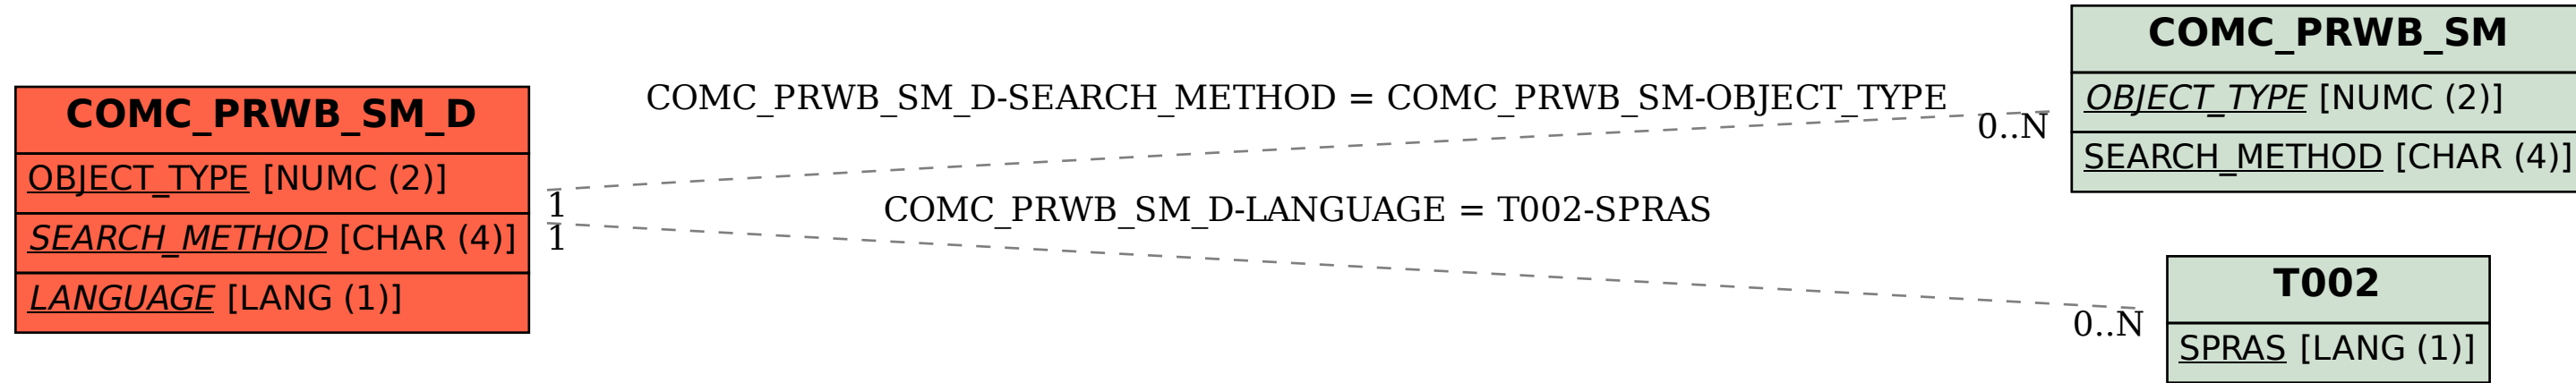 COMC_PRWB_SM_D
OBJECT_TYPE [NUMC (2)]
SEARCH_METHOD [CHAR (4)]
LANGUAGE [LANG (1)]
COMC_PRWB_SM_D-SEARCH_METHOD = COMC_PRWB_SM-OBJECT_TYPE
1
0..N
COMC_PRWB_SM_D-LANGUAGE = T002-SPRAS
1
0..N
COMC_PRWB_SM
OBJECT_TYPE [NUMC (2)]
SEARCH_METHOD [CHAR (4)]
T002
SPRAS [LANG (1)]